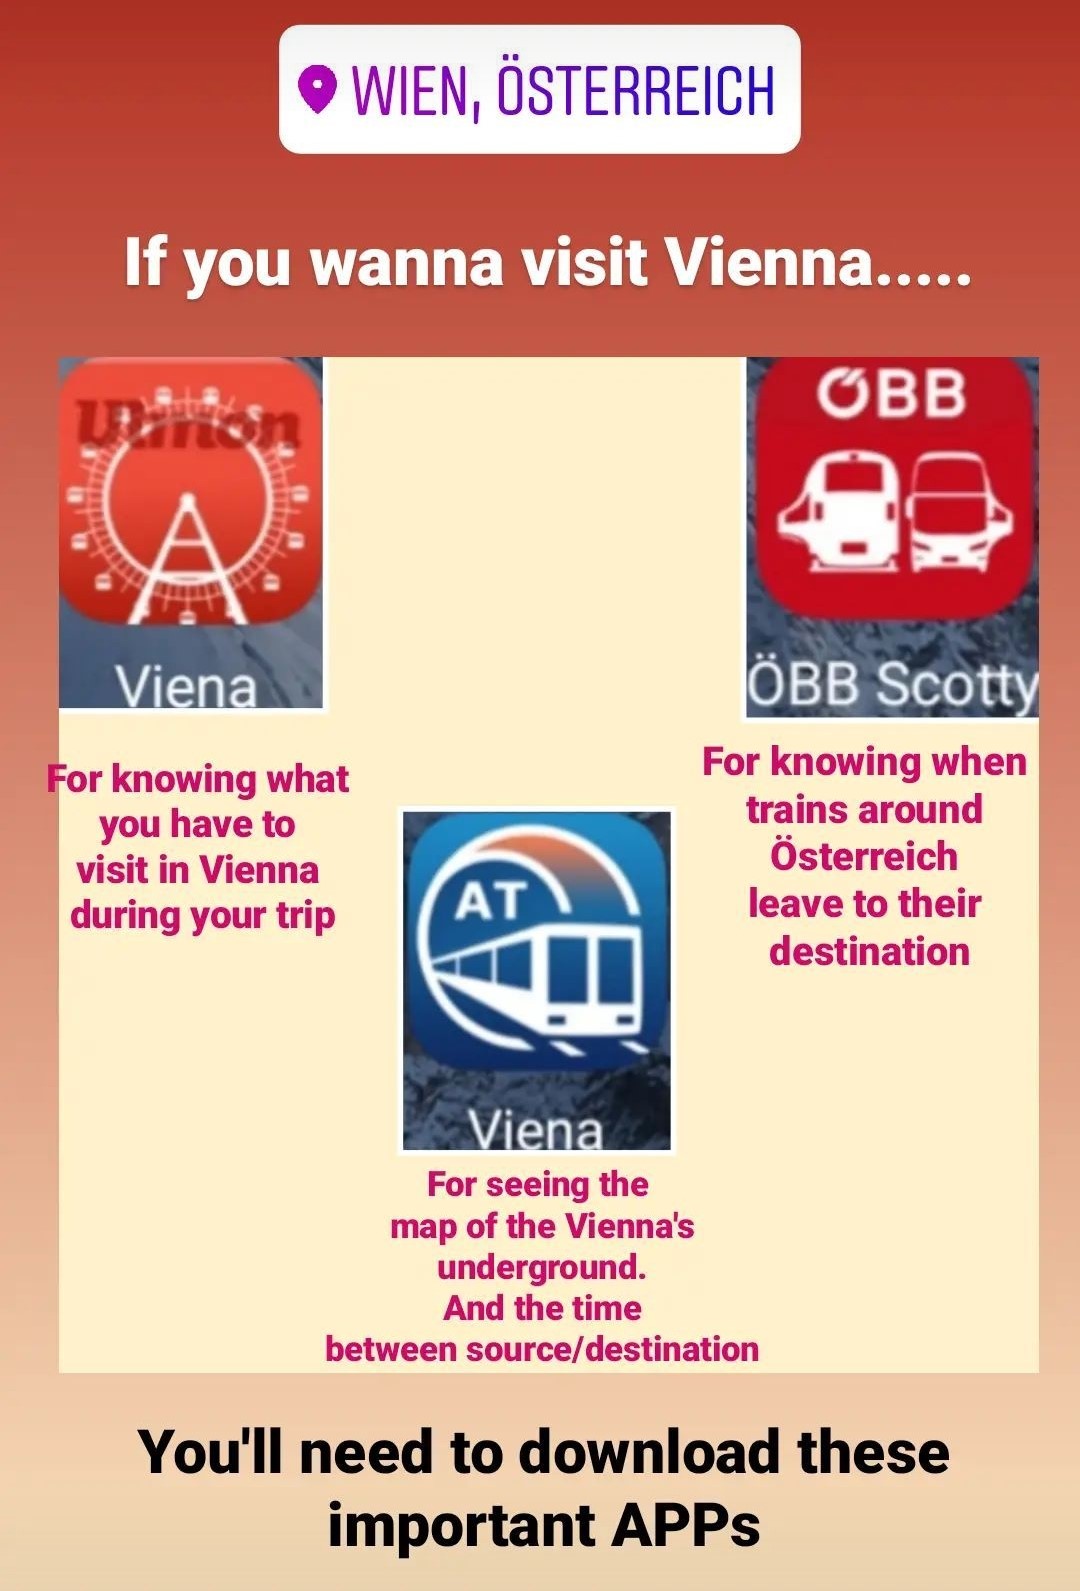 WIEN, ÖSTERREICH
If you wanna visit Vienna.....
Ulmon
Viena
For knowing what
you have to
visit in Vienna
during your trip
ÖBB
ÖBB Scotty
For knowing when
trains around
Österreich
leave to their
destination
AT
Viena
For seeing the
map of the Vienna's
underground.
And the time
between source/destination
You'll need to download these
important APPs